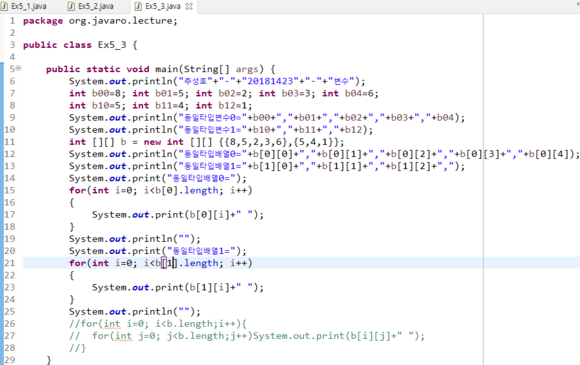 Ex5_1.java Ex5_2.java Ex5_3.java
1 package org.javaro.lecture;
2
3 public class Ex5_3 {
4
5 public static void main(String[] args) {
6 System.out.println("주성호"+"-"+"20181423"+"-"+"변수");
7 int b00=8; int b01=5; int b02=2; int b03=3; int b04=6;
8 int b10=5; int b11=4; int b12=1;
9 System.out.println("동일타입변수0="+b00+","+b01+","+b02+","+b03+","+b04);
10 System.out.println("동일타입변수1="+b10+","+b11+","+b12);
11 int [][] b = new int [][] {{8,5,2,3,6},{5,4,1}};
12 System.out.println("동일타입배열0="+b[0][0]+","+b[0][1]+","+b[0][2]+","+b[0][3]+","+b[0][4]);
13 System.out.println("동일타입배열1="+b[1][0]+","+b[1][1]+","+b[1][2]+",");
14 System.out.print("동일타입배열0=");
15 for(int i=0; i<b[0].length; i++)
16 {
17 System.out.print(b[0][i]+" ");
18 }
19 System.out.println("");
20 System.out.print("동일타입배열1=");
21 for(int i=0; i<b[1].length; i++)
22 {
23 System.out.print(b[1][i]+" ");
24 }
25 System.out.println("");
26 //for(int i=0; i<b.length;i++){
27 // for(int j=0; j<b.length;j++)System.out.print(b[i][j]+" ");
28 //}
29 }